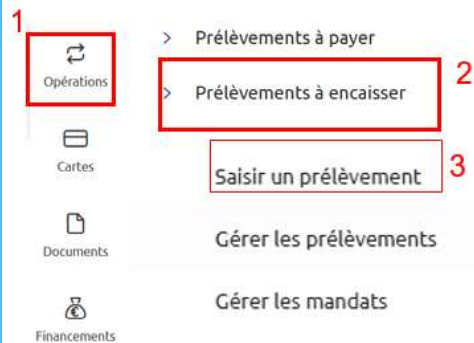 1
Opérations
> Prélèvements à payer
> Prélèvements à encaisser
2
Cartes
Saisir un prélèvement
3
Documents
Gérer les prélèvements
Financements
Gérer les mandats